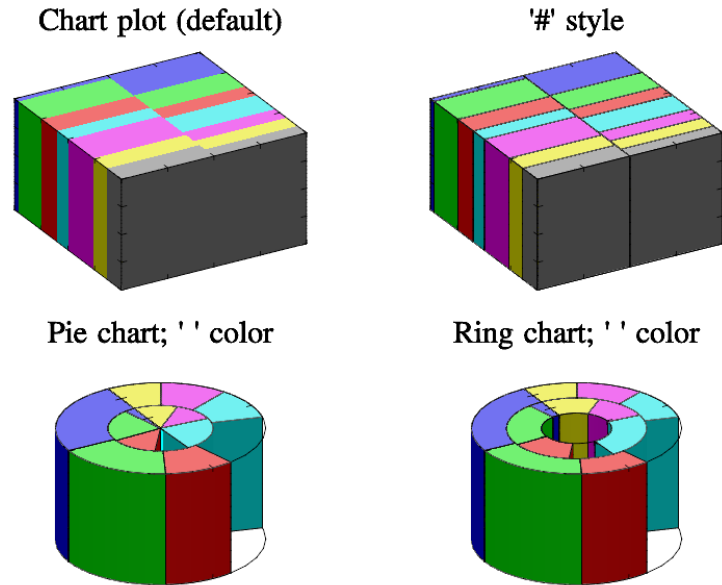 Chart plot (default)
'#' style
Pie chart; ' ' color
Ring chart; ' ' color